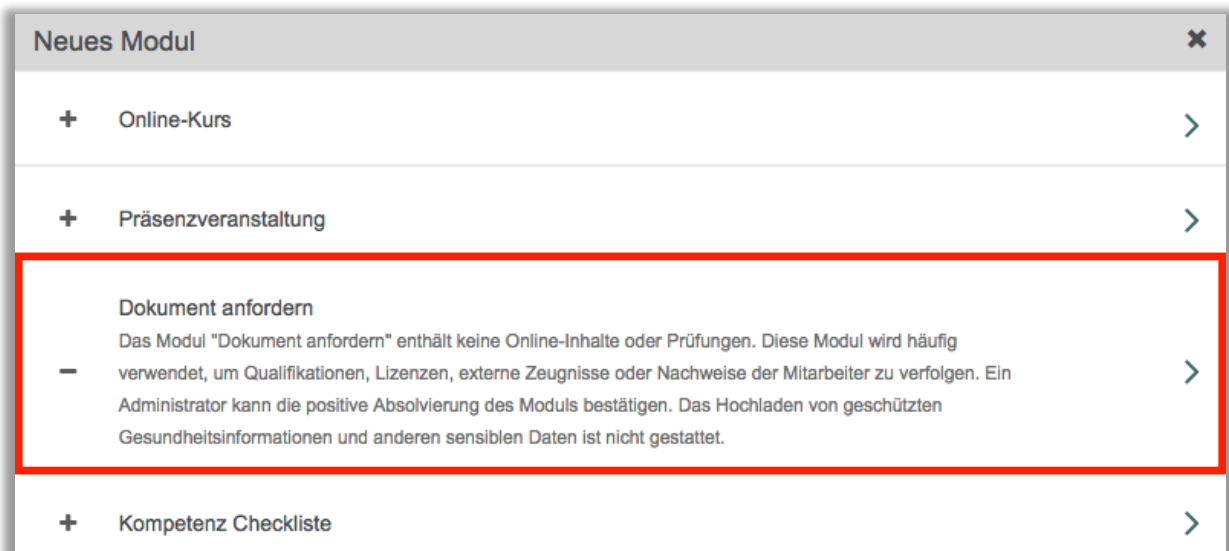 Neues Modul
Online-Kurs
Präsenzveranstaltung
Dokument anfordern
Das Modul "Dokument anfordern" enthält keine Online-Inhalte oder Prüfungen. Diese Modul wird häufig
verwendet, um Qualifikationen, Lizenzen, externe Zeugnisse oder Nachweise der Mitarbeiter zu verfolgen. Ein
Administrator kann die positive Absolvierung des Moduls bestätigen. Das Hochladen von geschützten
Gesundheitsinformationen und anderen sensiblen Daten ist nicht gestattet.
Kompetenz Checkliste